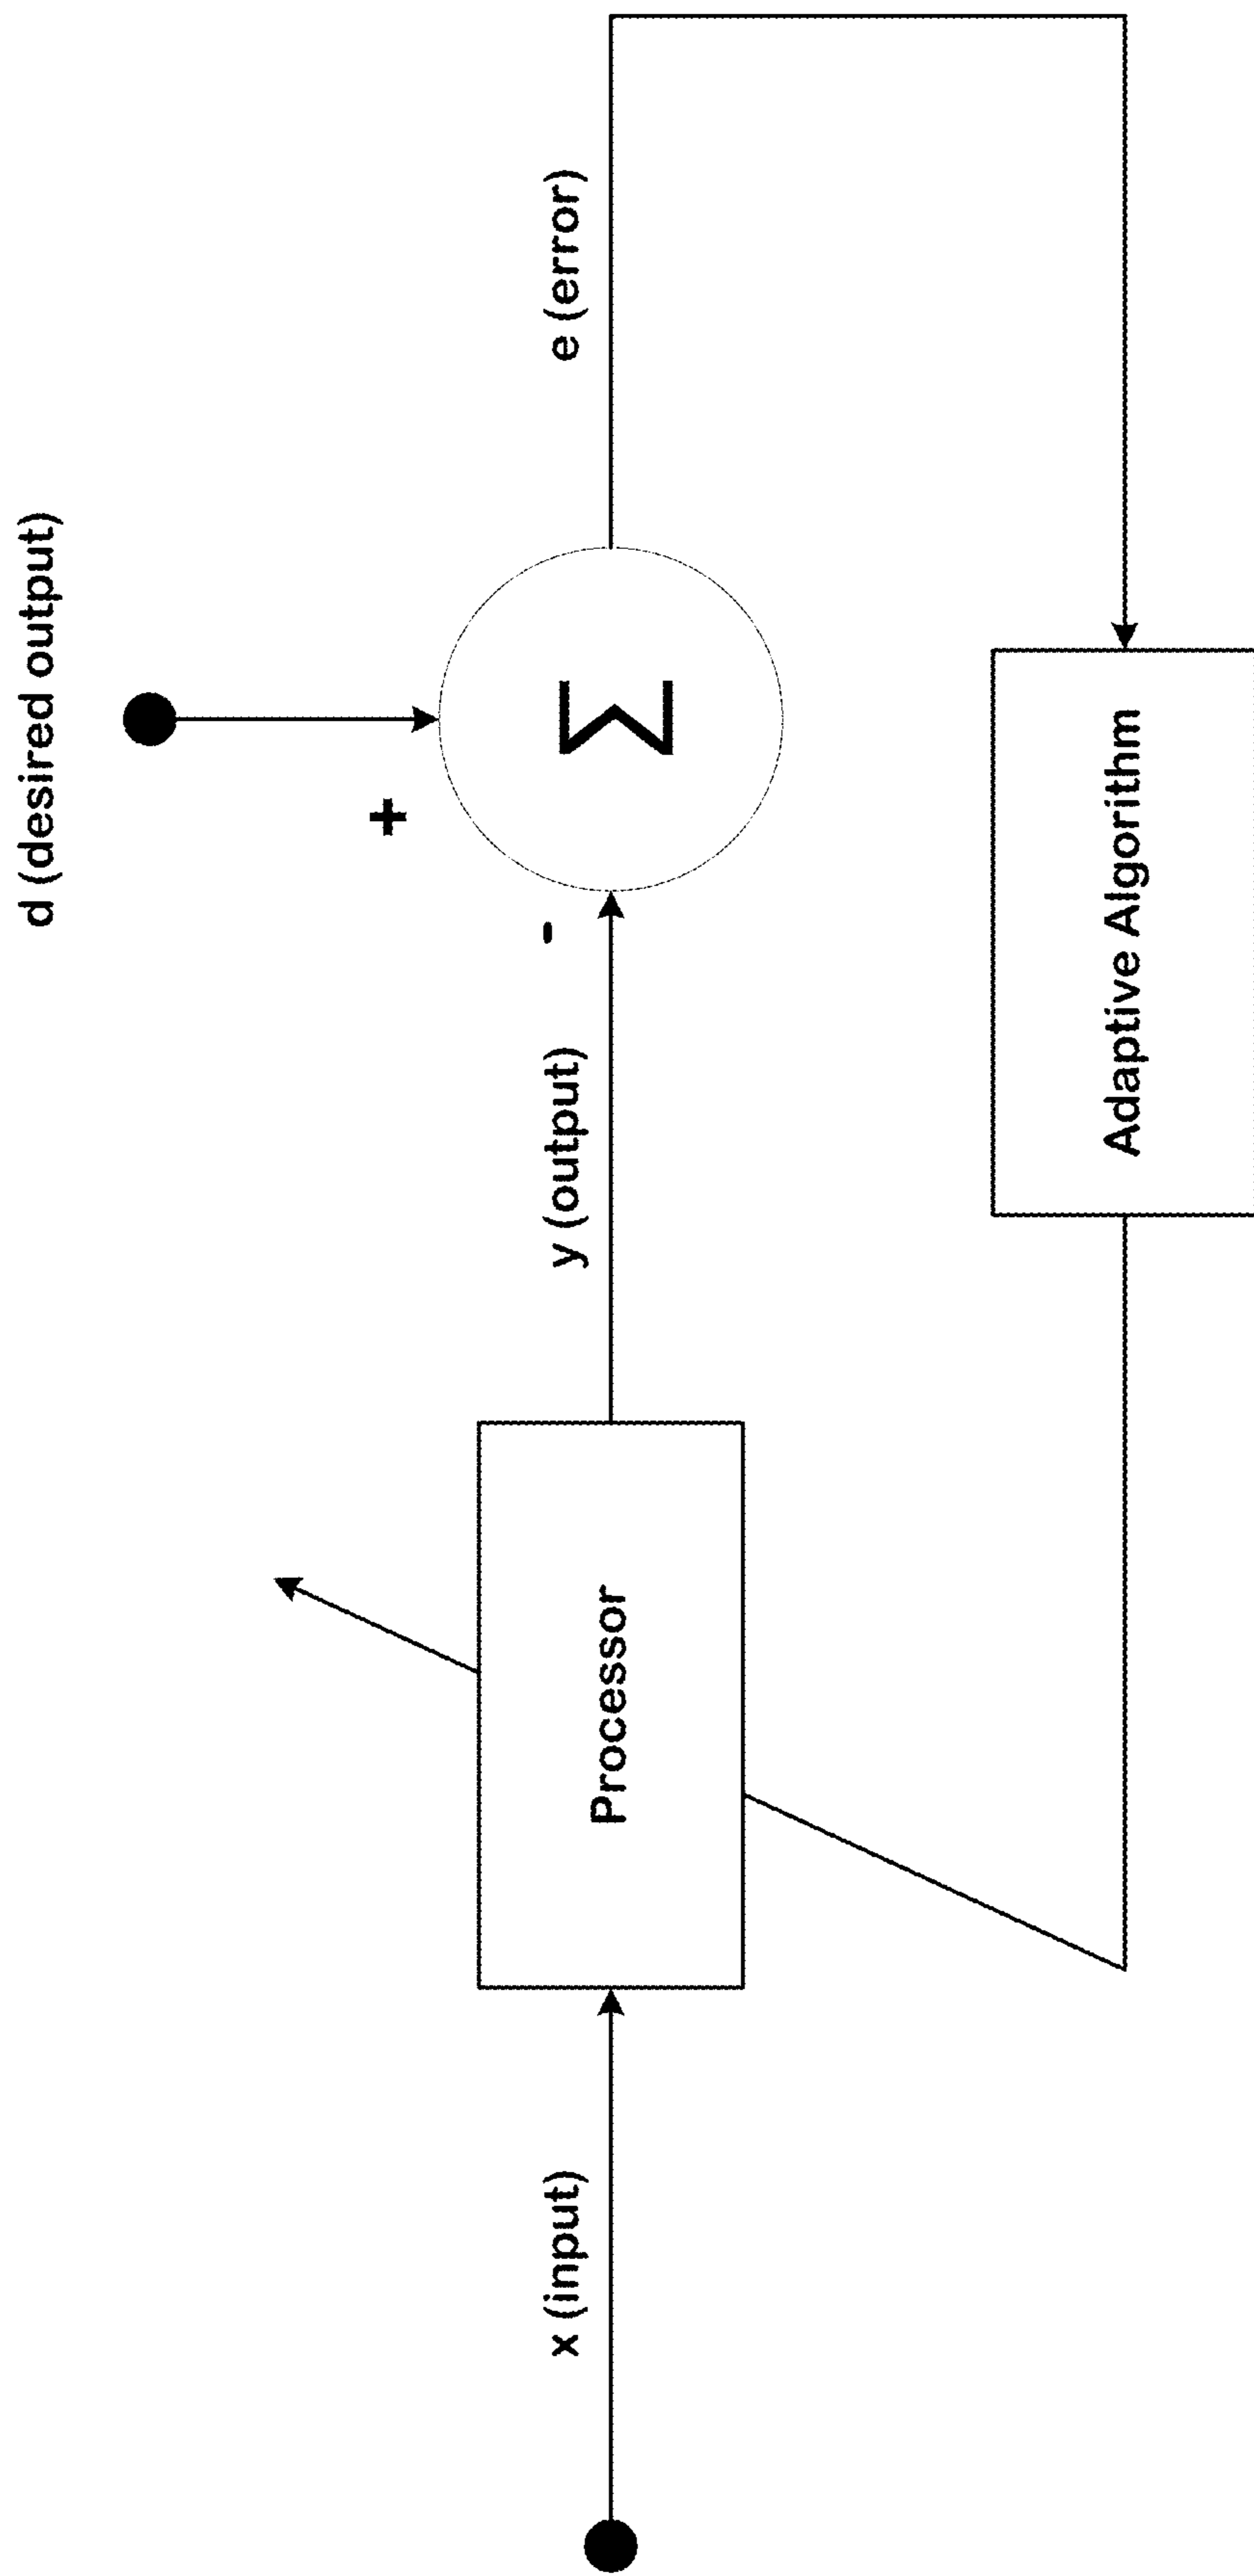 d (desired output)
+
x (input)
Processor
y (output)
-
Σ
e (error)
Adaptive Algorithm